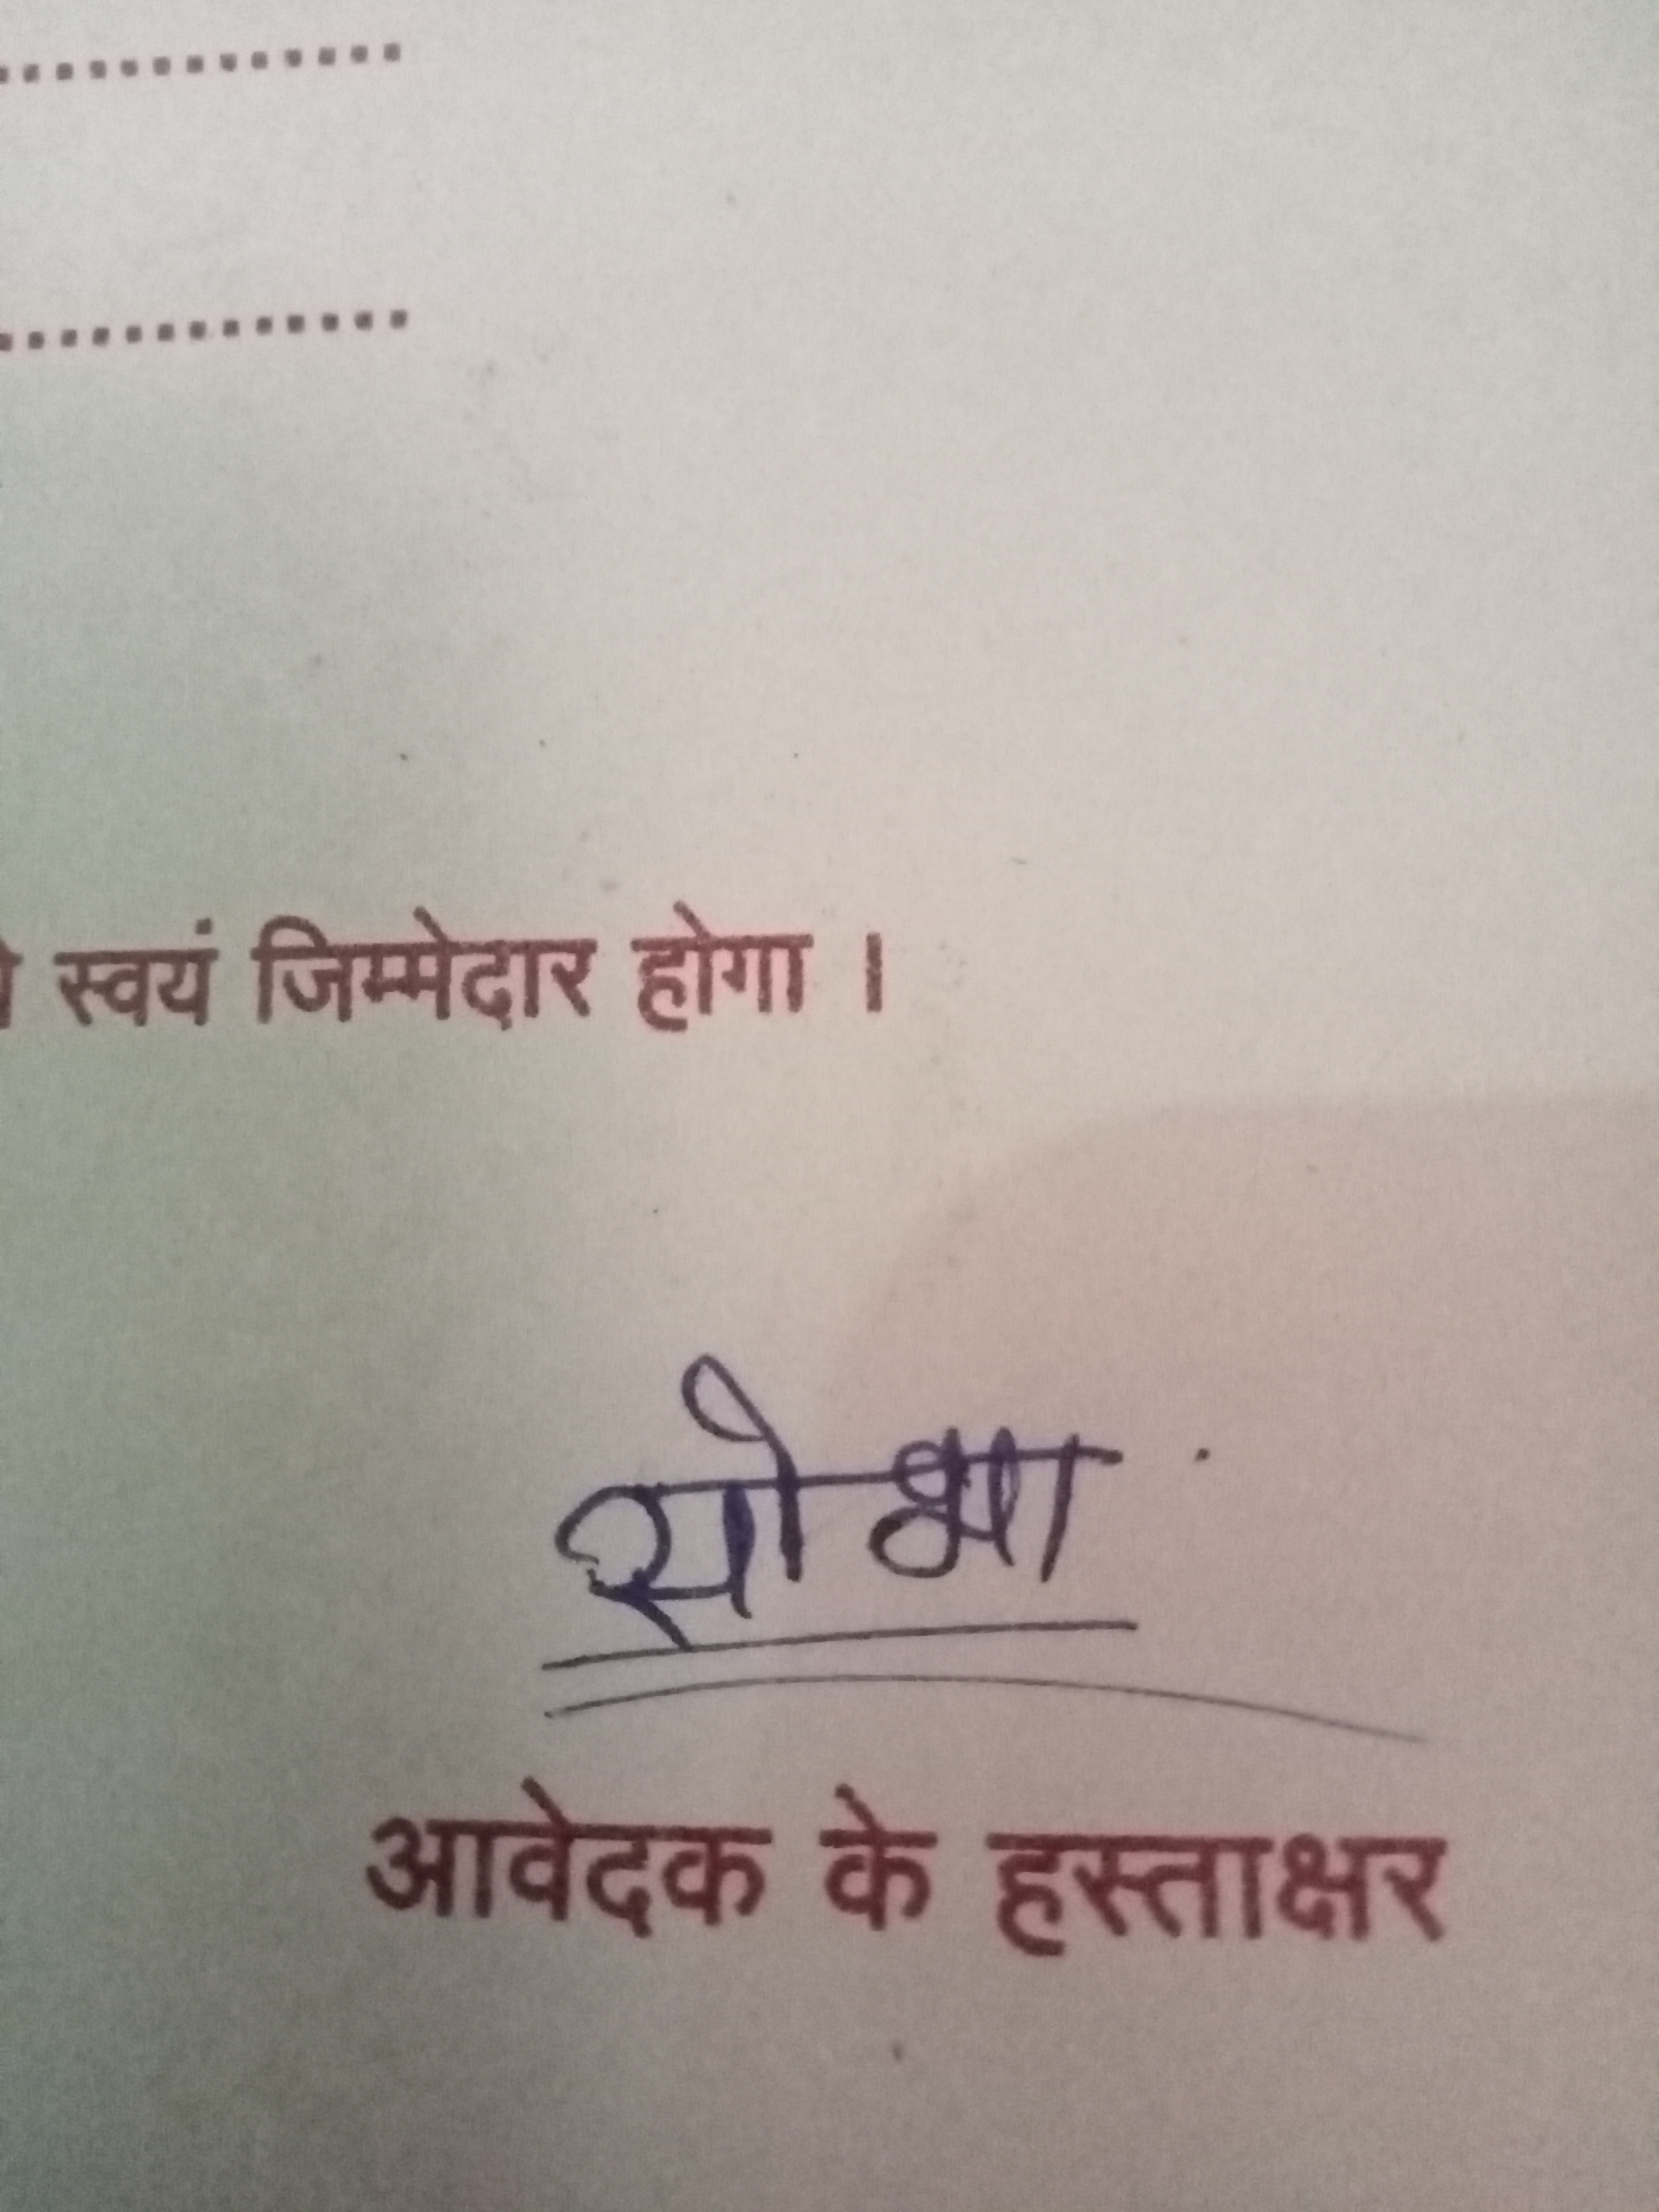 ...............
...............
स्वयं जिम्मेदार होगा ।
सोभा
आवेदक के हस्ताक्षर